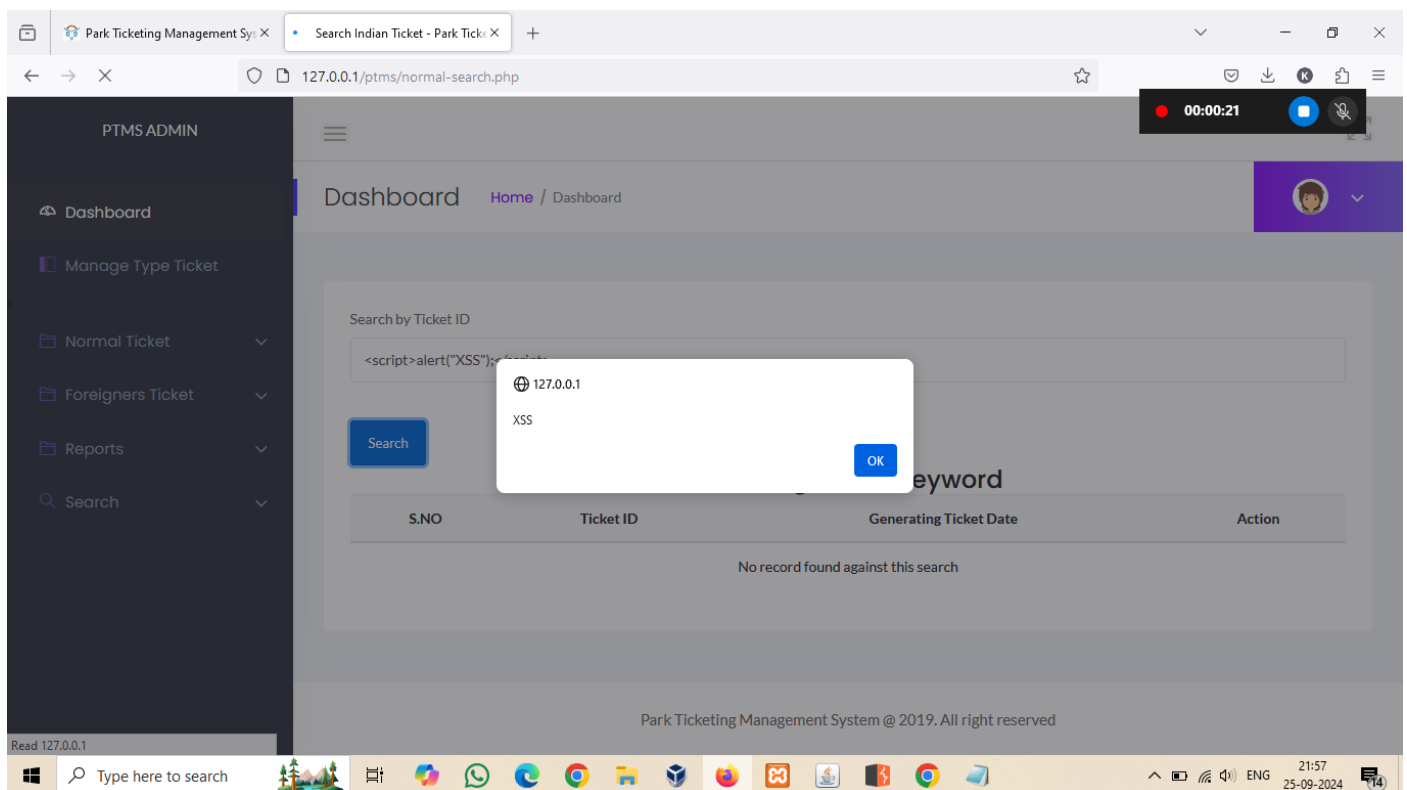 Park Ticketing Management Sys
Search Indian Ticket - Park Ticke
127.0.0.1/ptms/normal-search.php
K
00:00:21
PTMS ADMIN
Dashboard Home / Dashboard
Dashboard
Manage Type Ticket
Normal Ticket
Foreigners Ticket
Reports
Search
Search by Ticket ID
<script>alert("XSS");</script>
127.0.0.1
XSS
OK
Search
eyword
S.NO Ticket ID Generating Ticket Date Action
No record found against this search
Park Ticketing Management System @ 2019. All right reserved
Read 127.0.0.1
Type here to search
ENG
21:57
25-09-2024
14